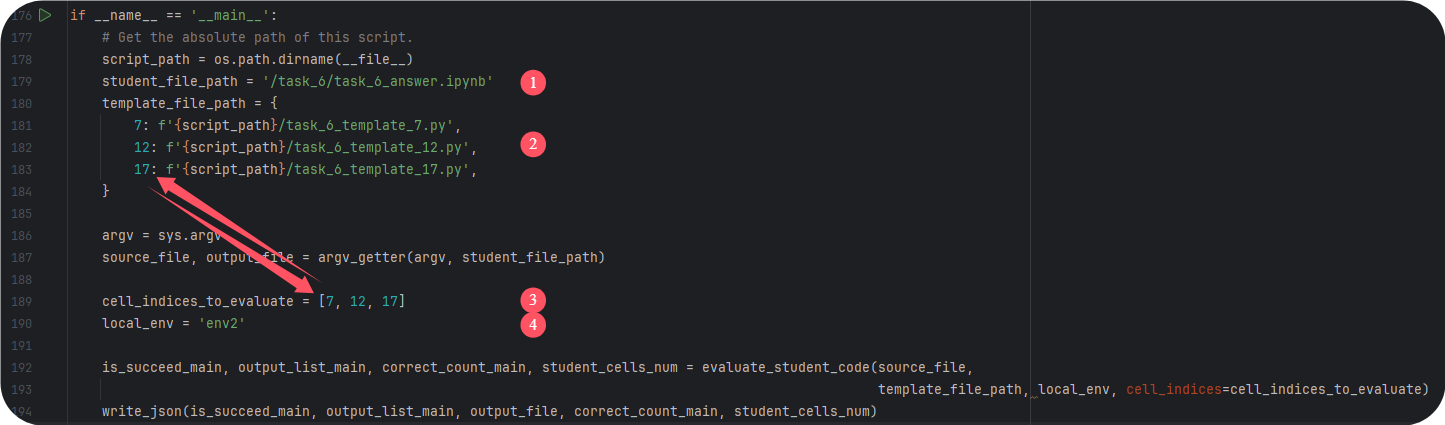 176 if __name__ == '__main__':
177 # Get the absolute path of this script.
178 script_path = os.path.dirname(__file__)
179 student_file_path = '/task_6/task_6_answer.ipynb' 1
180 template_file_path = {
181 7: f'{script_path}/task_6_template_7.py',
182 12: f'{script_path}/task_6_template_12.py', 2
183 17: f'{script_path}/task_6_template_17.py',
184 }
185
186 argv = sys.argv
187 source_file, output_file = argv_getter(argv, student_file_path)
188
189 cell_indices_to_evaluate = [7, 12, 17] 3
190 local_env = 'env2' 4
191
192 is_succeed_main, output_list_main, correct_count_main, student_cells_num = evaluate_student_code(source_file,
193 template_file_path, local_env, cell_indices=cell_indices_to_evaluate)
194 write_json(is_succeed_main, output_list_main, output_file, correct_count_main, student_cells_num)